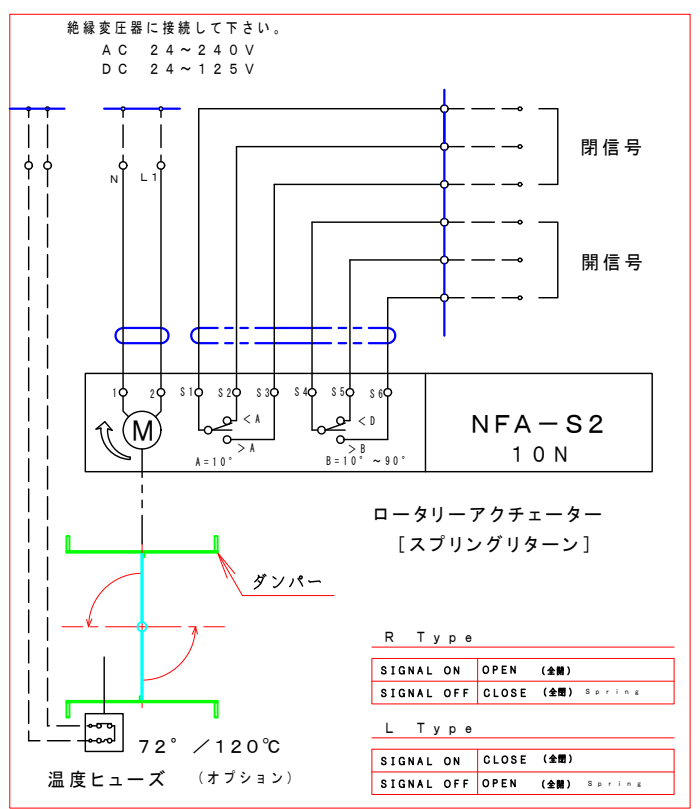 絶縁変圧器に接続して下さい。
AC 24~240V
DC 24~125V
閉信号
N L1
開信号
1 2 S1 S2 S3 S4 S5 S6
M
<A
>A
A=10°
<D
>B
B=10°~90°
NFA-S2
10N
ロータリーアクチェーター
[スプリングリターン]
ダンパー
R Type
SIGNAL ON OPEN (全開)
SIGNAL OFF CLOSE (全閉) Spring
L Type
SIGNAL ON CLOSE (全閉)
SIGNAL OFF OPEN (全開) Spring
72° /120℃
温度ヒューズ (オプション)